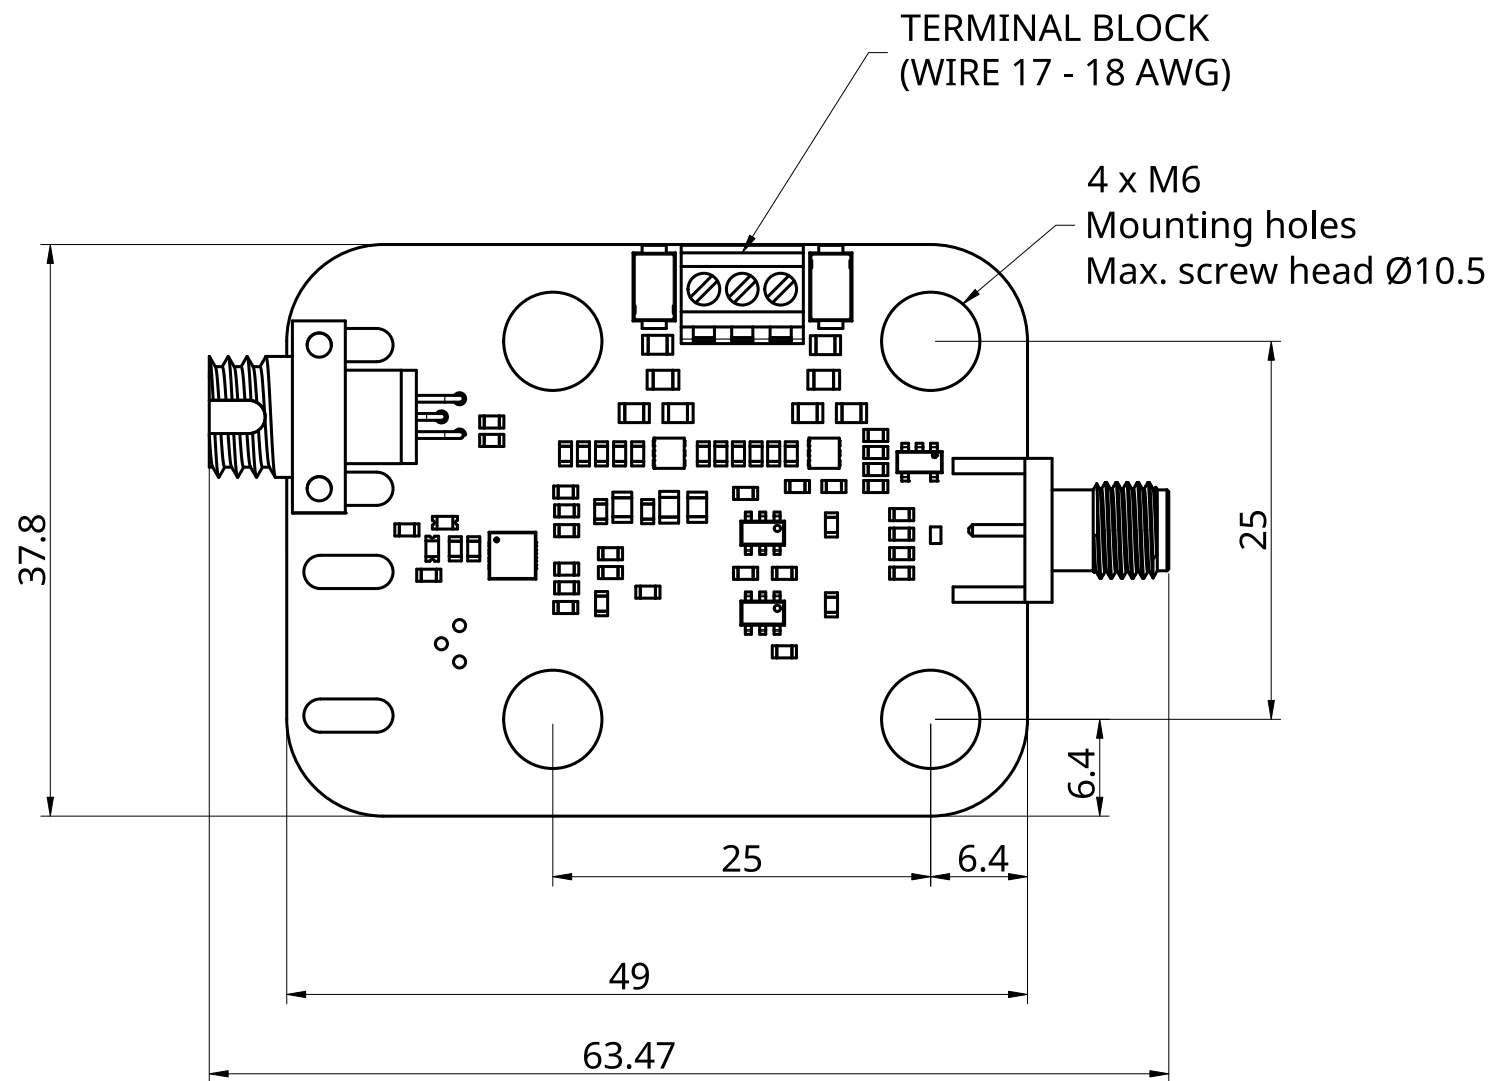 TERMINAL BLOCK
(WIRE 17 - 18 AWG)
4 x M6
Mounting holes
Max. screw head Ø10.5
37.8
25
6.4
25
6.4
49
63.47